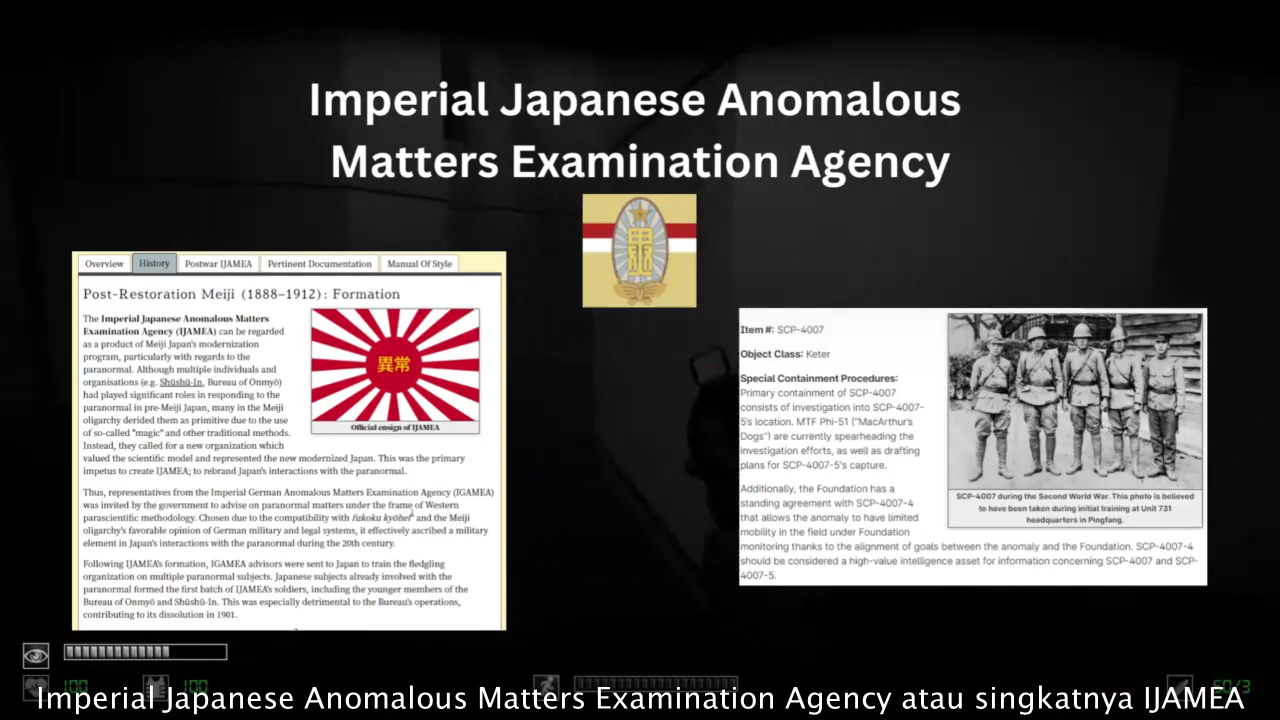 Imperial Japanese Anomalous
Matters Examination Agency
Overview
History
Postwar IJAMEA
Pertinent Documentation
Manual Of Style
Post-Restoration Meiji (1888–1912): Formation
The Imperial Japanese Anomalous Matters
Examination Agency (IJAMEA) can be regarded
as a product of Meiji Japan's modernization
program, particularly with regards to the
paranormal. Although multiple individuals and
organisations (e.g. Shūshū-In, Bureau of Onmyō)
had played significant roles in responding to the
paranormal in pre-Meiji Japan, many in the Meiji
oligarchy derided them as primitive due to the use
of so-called "magic" and other traditional methods.
Instead, they called for a new organization which
valued the scientific model and represented the new modernized Japan. This was the primary
impetus to create IJAMEA; to rebrand Japan's interactions with the paranormal.
異常
Official ensign of IJAMEA
Thus, representatives from the Imperial German Anomalous Matters Examination Agency (IGAMEA)
was invited by the government to advise on paranormal matters under the frame of Western
parascientific methodology. Chosen due to the compatibility with fukoku kyōhei and the Meiji
oligarchy's favorable opinion of German military and legal systems, it effectively ascribed a military
element in Japan's interactions with the paranormal during the 20th century.
Following IJAMEA's formation, IGAMEA advisors were sent to Japan to train the fledgling
organization on multiple paranormal subjects. Japanese subjects already involved with the
paranormal formed the first batch of IJAMEA's soldiers, including the younger members of the
Bureau of Onmyō and Shūshū-In. This was especially detrimental to the Bureau's operations,
contributing to its dissolution in 1901.
Item #: SCP-4007
Object Class: Keter
Special Containment Procedures:
Primary containment of SCP-4007
consists of investigation into SCP-4007-
5's location. MTF Phi-51 ("MacArthur's
Dogs") are currently spearheading the
investigation efforts, as well as drafting
plans for SCP-4007-5's capture.
Additionally, the Foundation has a
standing agreement with SCP-4007-4
that allows the anomaly to have limited
mobility in the field under Foundation
monitoring thanks to the alignment of goals between the anomaly and the Foundation. SCP-4007-4
should be considered a high-value intelligence asset for information concerning SCP-4007 and SCP-
4007-5.
SCP-4007 during the Second World War. This photo is believed
to have been taken during initial training at Unit 731
headquarters in Pingfang.
100
100
Imperial Japanese Anomalous Matters Examination Agency atau singkatnya IJAMEA